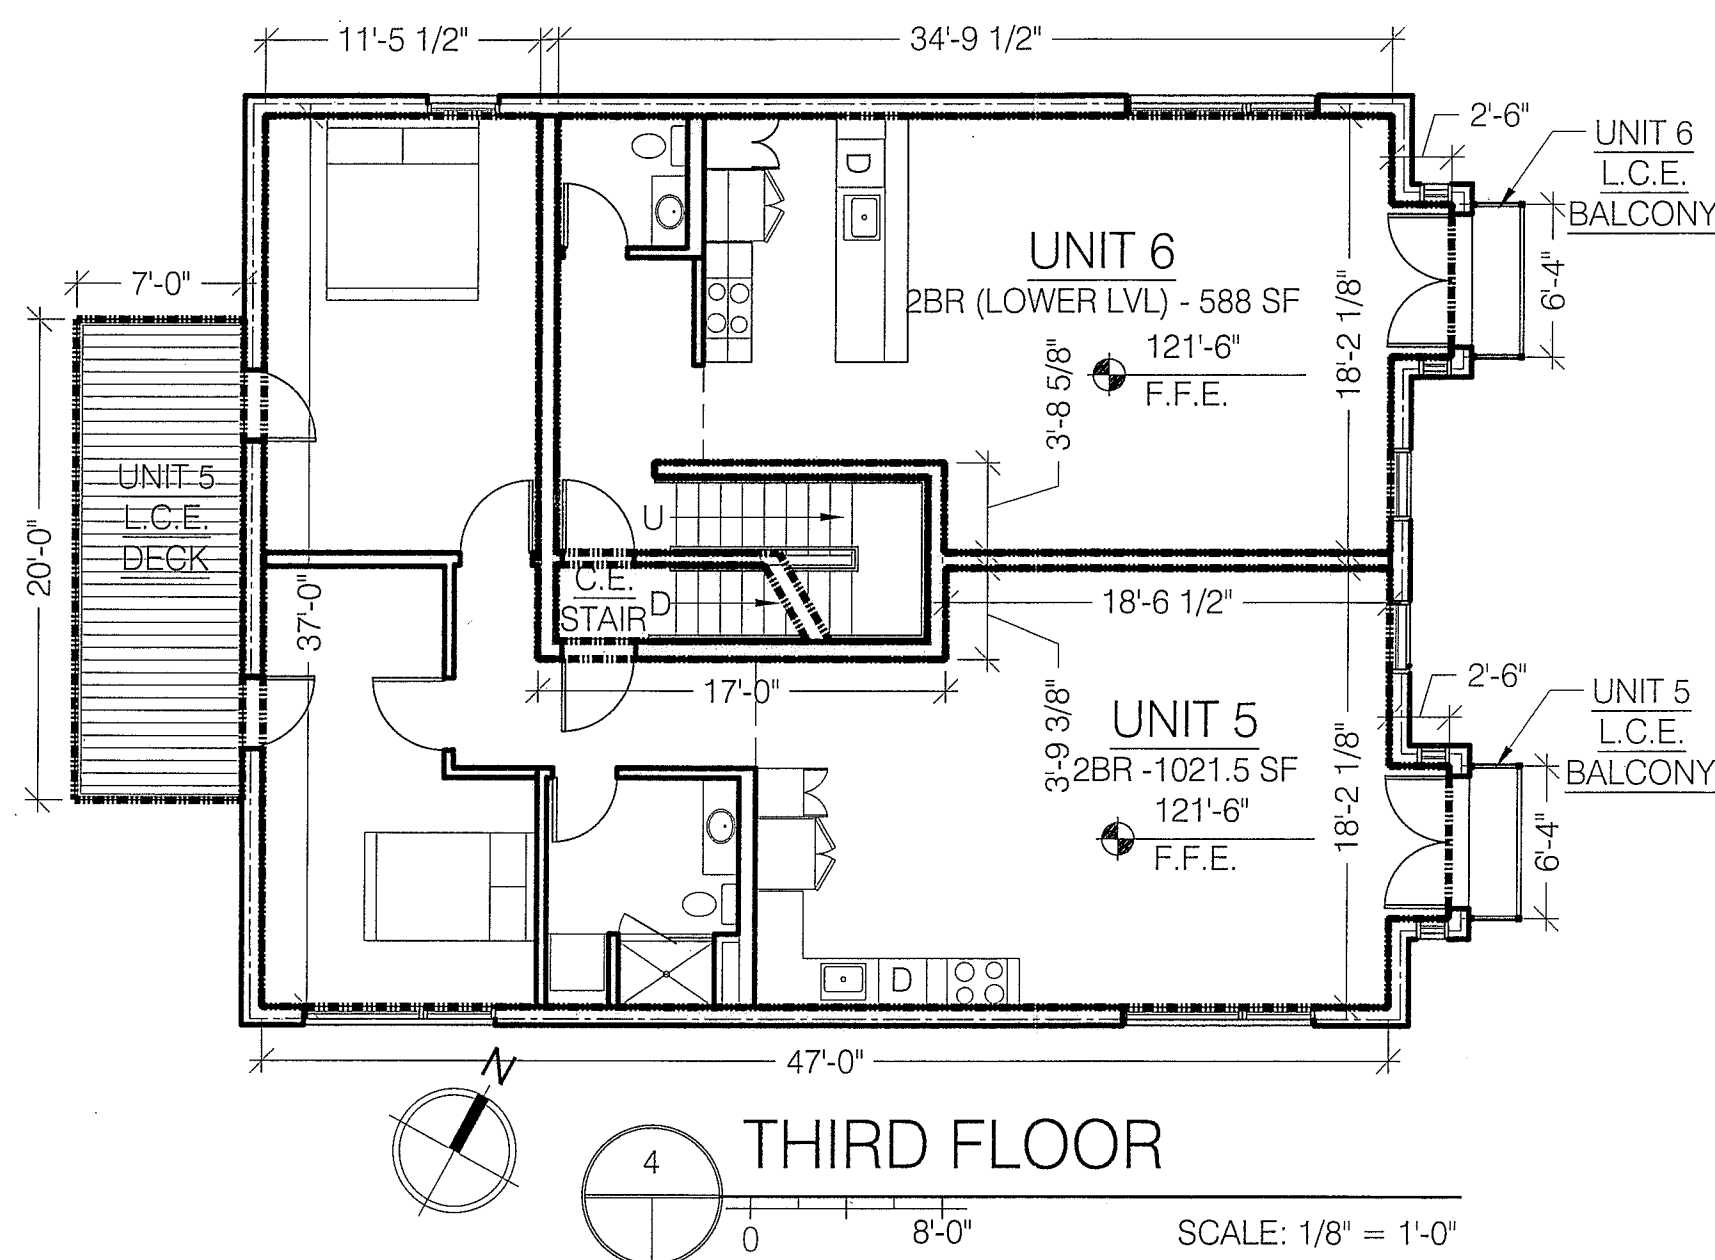 11'-5 1/2"
34'-9 1/2"
2'-6"
UNIT 6
L.C.E.
BALCONY
D
UNIT 6
2BR (LOWER LVL) - 588 SF
121'-6"
F.F.E.
7'-0"
6'-4"
18'-2 1/8"
3'-8 5/8"
UNIT 5
L.C.E.
DECK
20'-0"
37'-0"
U
C.E.
STAIR
D
18'-6 1/2"
17'-0"
2'-6"
UNIT 5
L.C.E.
BALCONY
3'-9 3/8"
UNIT 5
2BR -1021.5 SF
121'-6"
F.F.E.
18'-2 1/8"
6'-4"
D
47'-0"
N
4
THIRD FLOOR
0
8'-0"
SCALE: 1/8" = 1'-0"